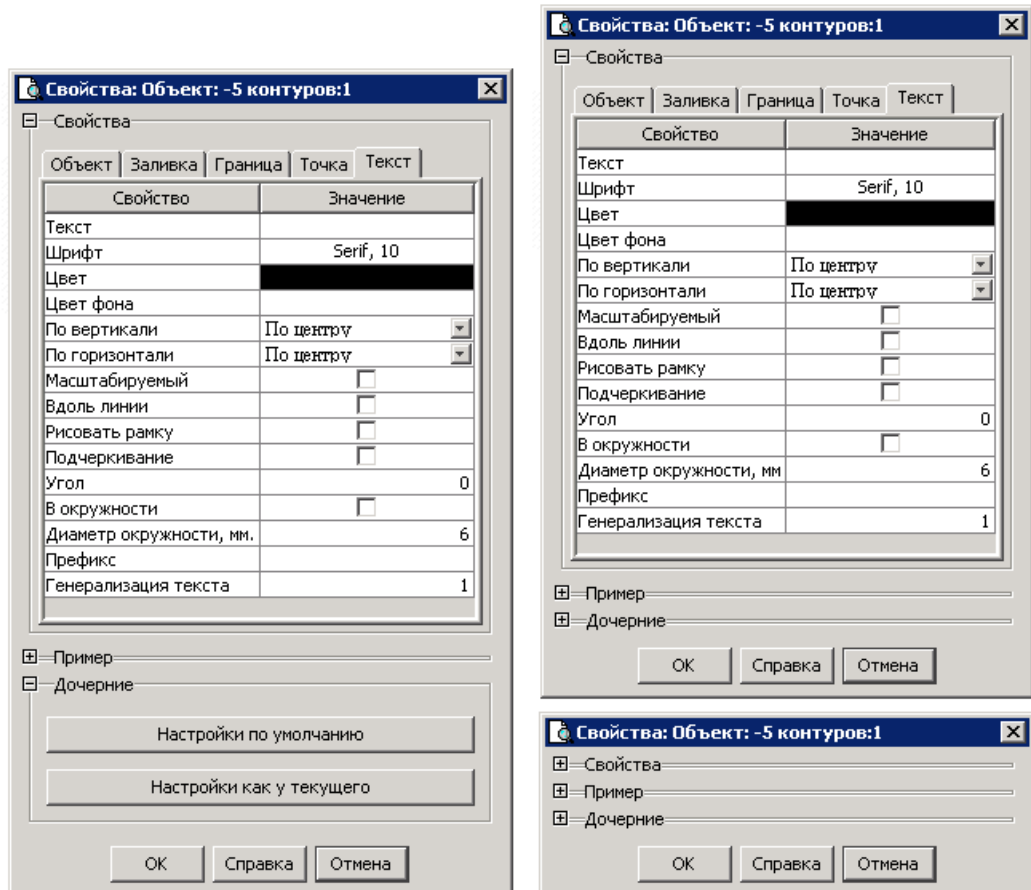 Свойства: Объект: -5 контуров:1
Свойства
Объект Заливка Граница Точка Текст
Свойство Значение
Текст
Шрифт Serif, 10
Цвет
Цвет фона
По вертикали По центру
По горизонтали По центру
Масштабируемый
Вдоль линии
Рисовать рамку
Подчеркивание
Угол 0
В окружности
Диаметр окружности, мм. 6
Префикс
Генерализация текста 1
Пример
Дочерние
Настройки по умолчанию
Настройки как у текущего
ОК Справка Отмена
Свойства: Объект: -5 контуров:1
Свойства
Объект Заливка Граница Точка Текст
Свойство Значение
Текст
Шрифт Serif, 10
Цвет
Цвет фона
По вертикали По центру
По горизонтали По центру
Масштабируемый
Вдоль линии
Рисовать рамку
Подчеркивание
Угол 0
В окружности
Диаметр окружности, мм 6
Префикс
Генерализация текста 1
Пример
Дочерние
ОК Справка Отмена
Свойства: Объект: -5 контуров:1
Свойства
Пример
Дочерние
ОК Справка Отмена